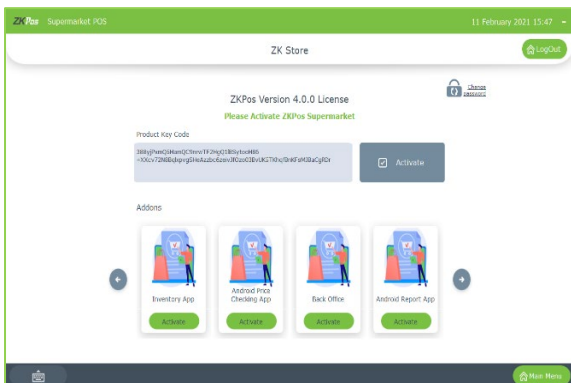 ZKPos Supermarket POS
11 February 2021 15:47
ZK Store
LogOut
Change
password
ZKPos Version 4.0.0 License
Please Activate ZKPos Supermarket
Product Key Code
Activate
Addons
Inventory App
Android Price
Checking App
Back Office
Android Report App
Activate
Activate
Activate
Activate
Main Menu